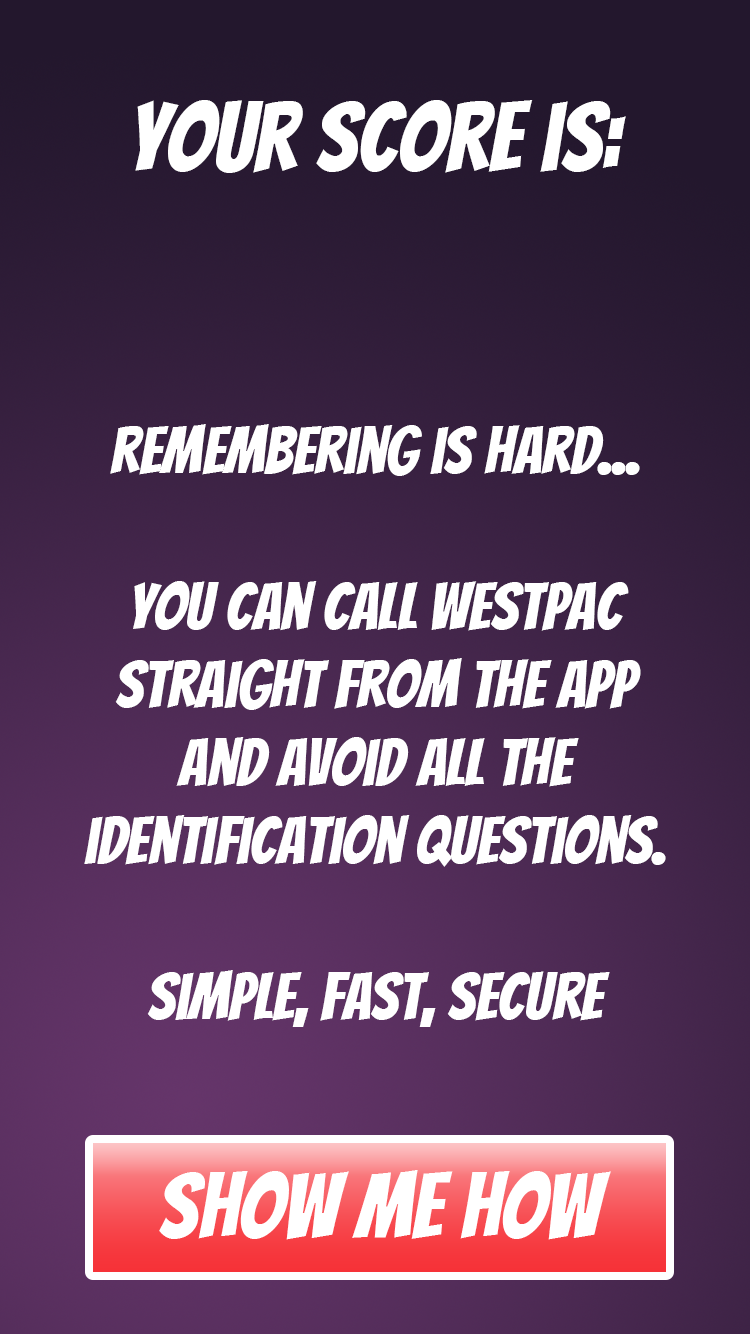 YOUR SCORE IS:
REMEMBERING IS HARD...
YOU CAN CALL WESTPAC
STRAIGHT FROM THE APP
AND AVOID ALL THE
IDENTIFICATION QUESTIONS.
SIMPLE, FAST, SECURE
SHOW ME HOW